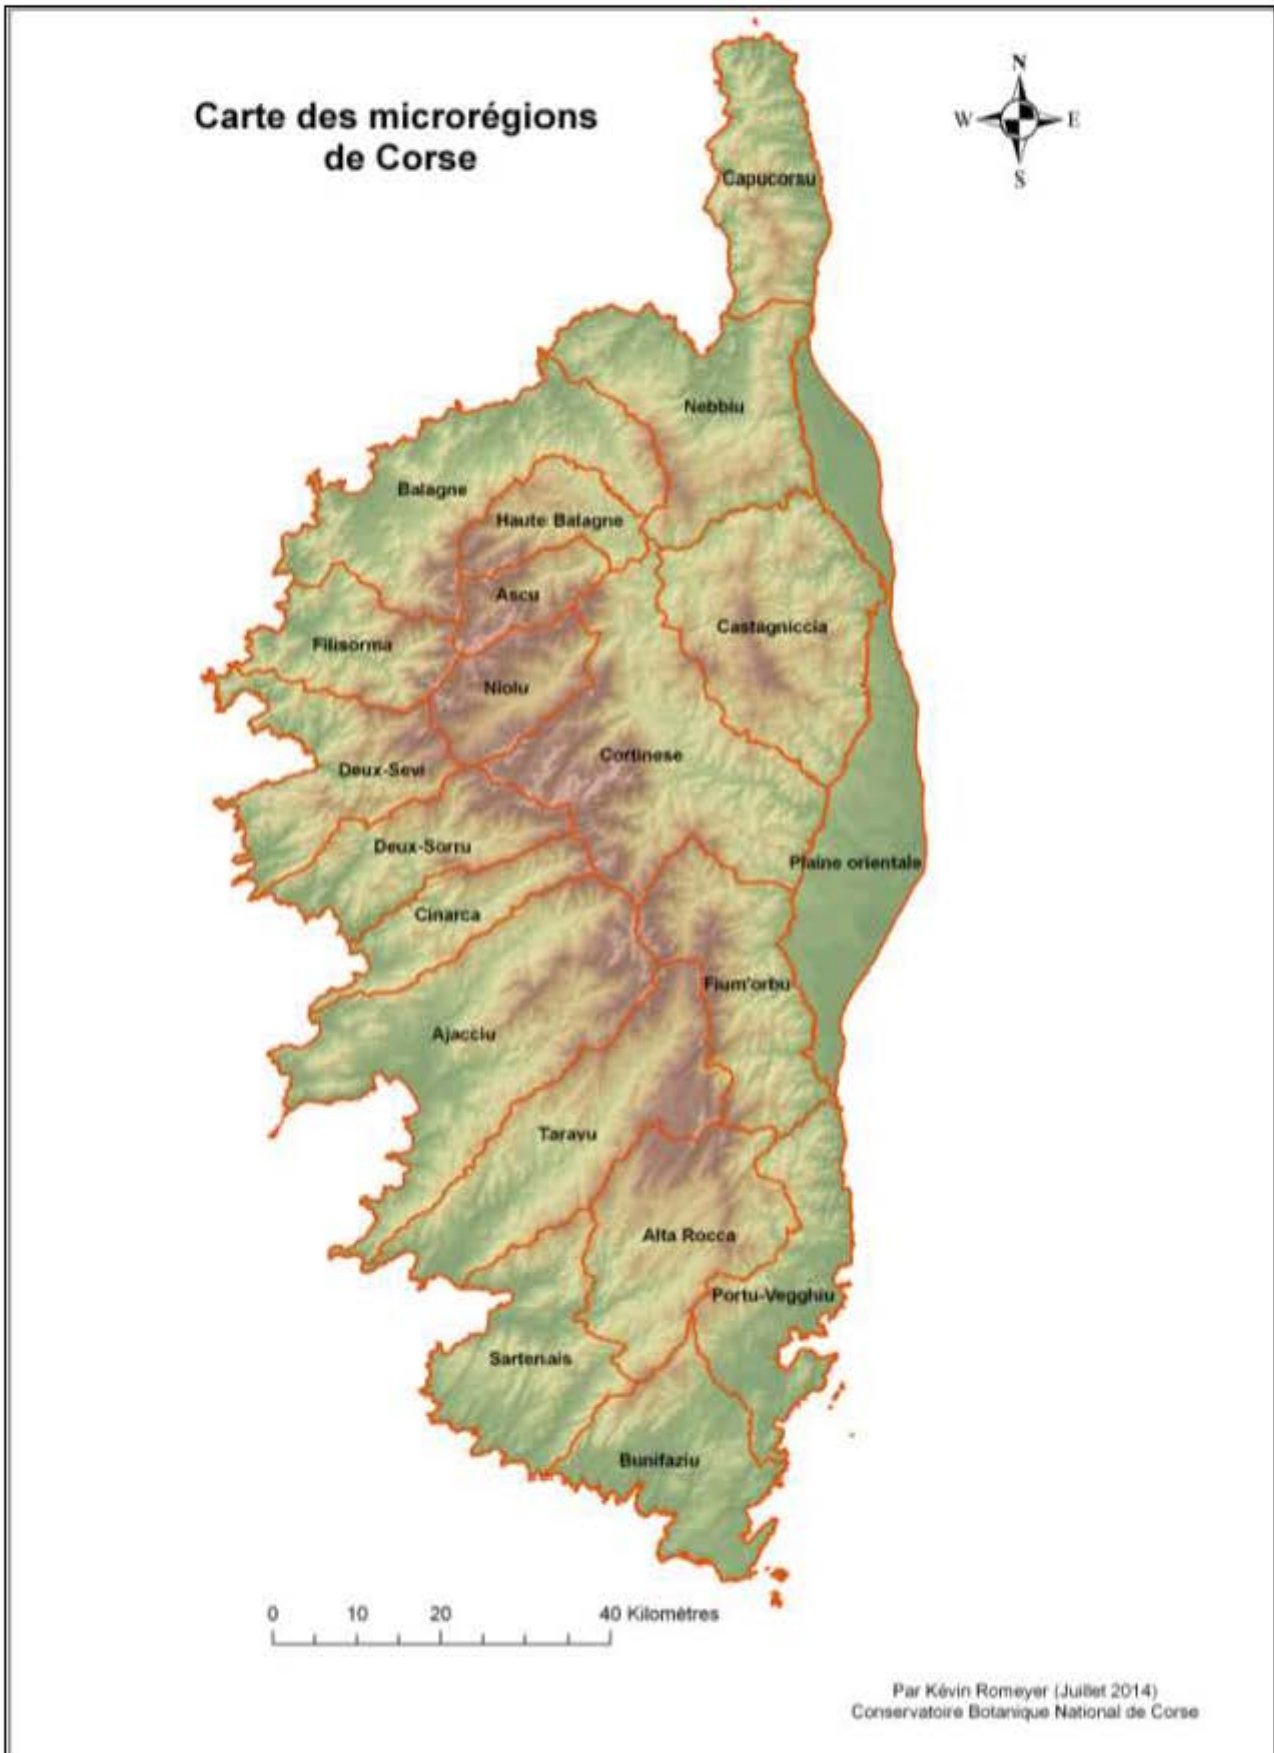 Carte des microrégions
de Corse
N
W E
S
Capucorsu
Nebbiu
Balagne
Haute Balagne
Ascu
Castagniccia
Filisorma
Niolu
Cortinese
Deux-Sevi
Deux-Sorru
Plaine orientale
Cinarca
Fium'orbu
Ajacciu
Taravu
Alta Rocca
Portu-Vegghiu
Sartenais
Bunifaziu
0 10 20 40 Kilomètres
Par Kévin Romeyer (Juillet 2014)
Conservatoire Botanique National de Corse